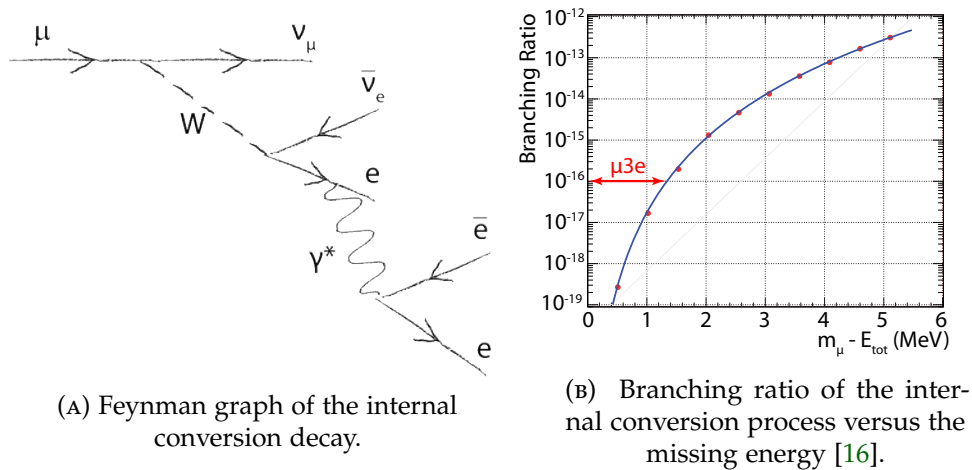 μ
ν_μ
ν̅_e
W
e
e̅
γ*
e
(A) Feynman graph of the internal
conversion decay.
Branching Ratio
10⁻¹²
10⁻¹³
10⁻¹⁴
10⁻¹⁵
μ3e
10⁻¹⁶
10⁻¹⁷
10⁻¹⁸
10⁻¹⁹
0 1 2 3 4 5 6
m_μ - E_tot (MeV)
(B) Branching ratio of the inter-
nal conversion process versus the
missing energy [16].